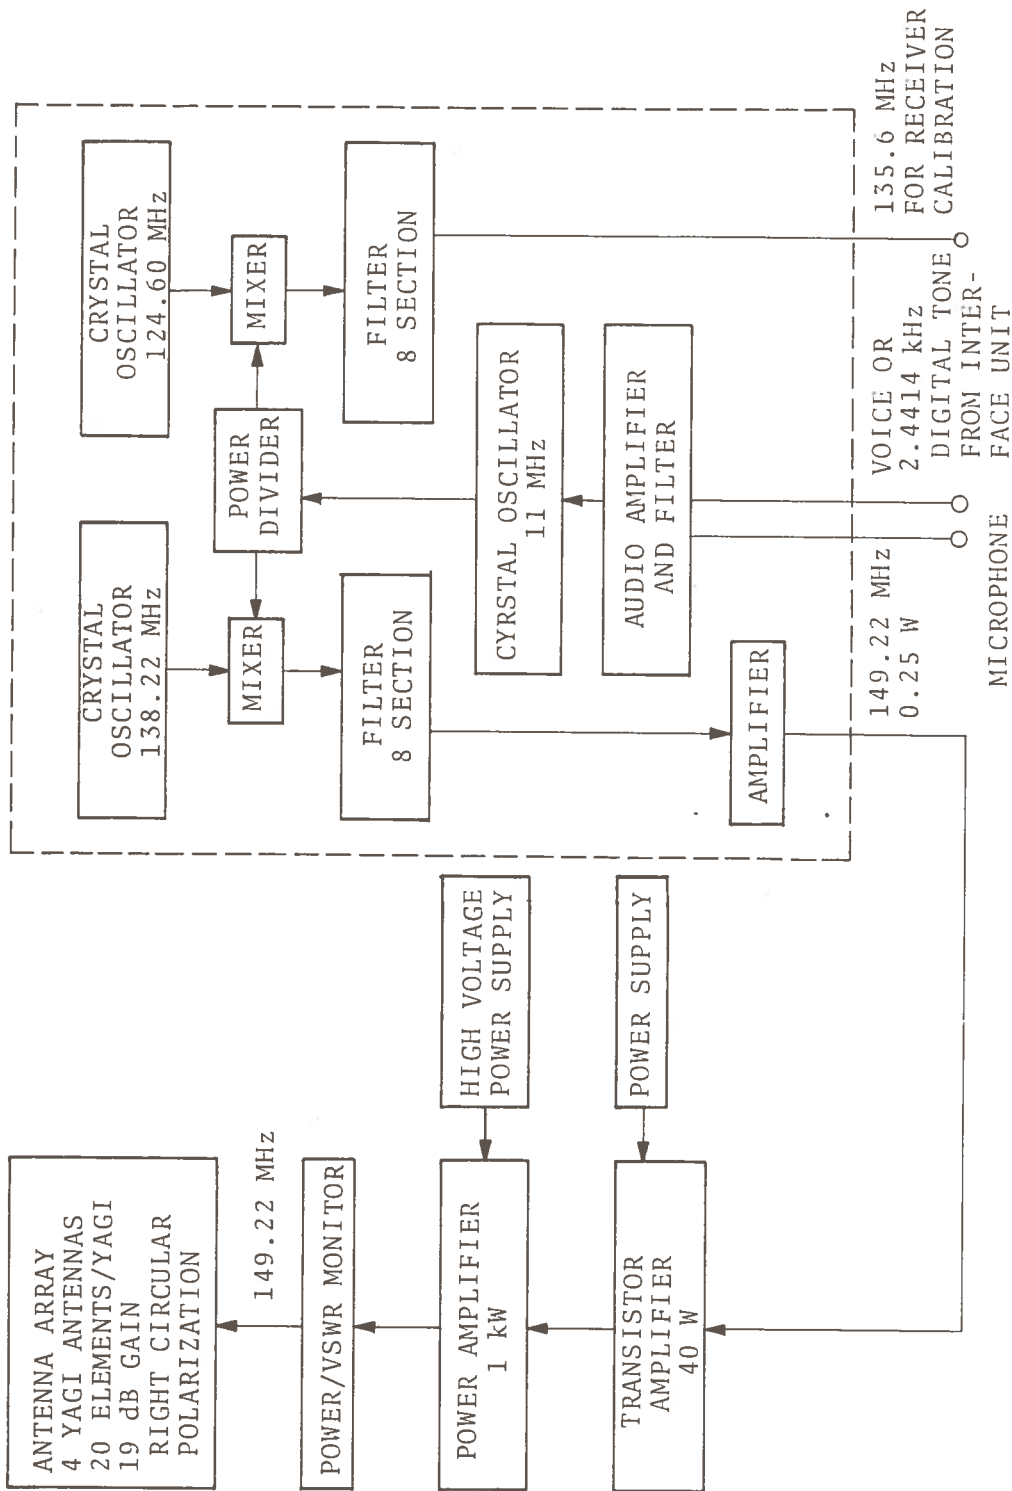 ANTENNA ARRAY
4 YAGI ANTENNAS
20 ELEMENTS/YAGI
19 dB GAIN
RIGHT CIRCULAR
POLARIZATION
149.22 MHz
POWER/VSWR MONITOR
POWER AMPLIFIER
1 kW
HIGH VOLTAGE
POWER SUPPLY
TRANSISTOR
AMPLIFIER
40 W
POWER SUPPLY
CRYSTAL
OSCILLATOR
138.22 MHz
CRYSTAL
OSCILLATOR
124.60 MHz
MIXER
POWER
DIVIDER
MIXER
FILTER
8 SECTION
FILTER
8 SECTION
CYRSTAL OSCILLATOR
11 MHz
AUDIO AMPLIFIER
AND FILTER
AMPLIFIER
149.22 MHz
0.25 W
MICROPHONE
VOICE OR
2.4414 kHz
DIGITAL TONE
FROM INTER-
FACE UNIT
135.6 MHz
FOR RECEIVER
CALIBRATION